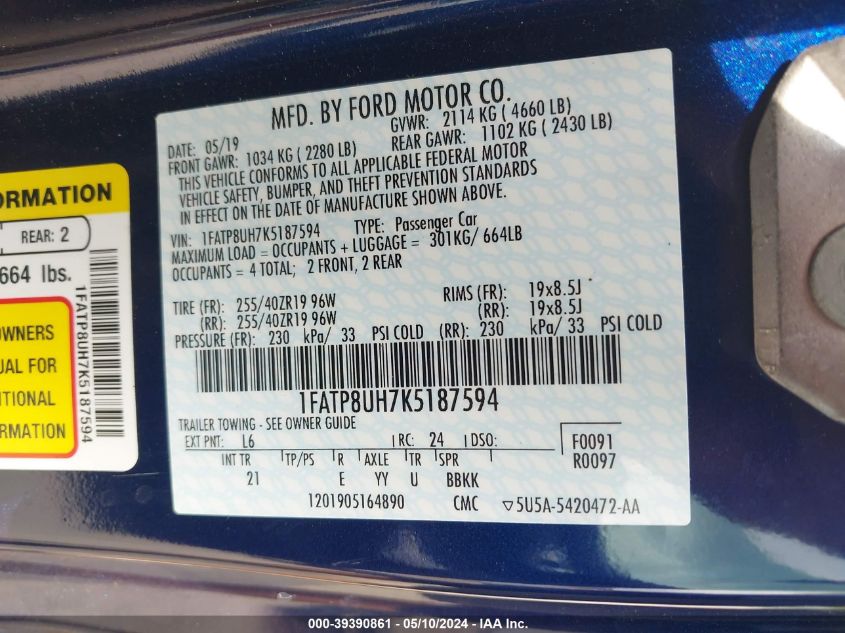 MFD. BY FORD MOTOR CO.
DATE: 05/19 GVWR: 2114 KG ( 4660 LB)
FRONT GAWR: 1034 KG ( 2280 LB) REAR GAWR: 1102 KG ( 2430 LB)
THIS VEHICLE CONFORMS TO ALL APPLICABLE FEDERAL MOTOR
VEHICLE SAFETY, BUMPER, AND THEFT PREVENTION STANDARDS
IN EFFECT ON THE DATE OF MANUFACTURE SHOWN ABOVE.
VIN: 1FATP8UH7K5187594 TYPE: Passenger Car
MAXIMUM LOAD = OCCUPANTS + LUGGAGE = 301KG/ 664LB
OCCUPANTS = 4 TOTAL; 2 FRONT, 2 REAR
TIRE (FR): 255/40ZR19 96W RIMS (FR): 19x8.5J
(RR): 255/40ZR19 96W (RR): 19x8.5J
PRESSURE (FR): 230 kPa/ 33 PSI COLD (RR): 230 kPa/ 33 PSI COLD
1FATP8UH7K5187594
TRAILER TOWING - SEE OWNER GUIDE
EXT PNT: L6 RC: 24 DSO: F0091
INT TR TP/PS R AXLE TR SPR R0097
21 E YY U BBKK
1201905164890 CMC ▽5U5A-5420472-AA
ORMATION
REAR: 2
664 lbs.
OWNERS
UAL FOR
ITIONAL
ORMATION
1FATP8UH7K5187594
000-39390861 - 05/10/2024 - IAA Inc.